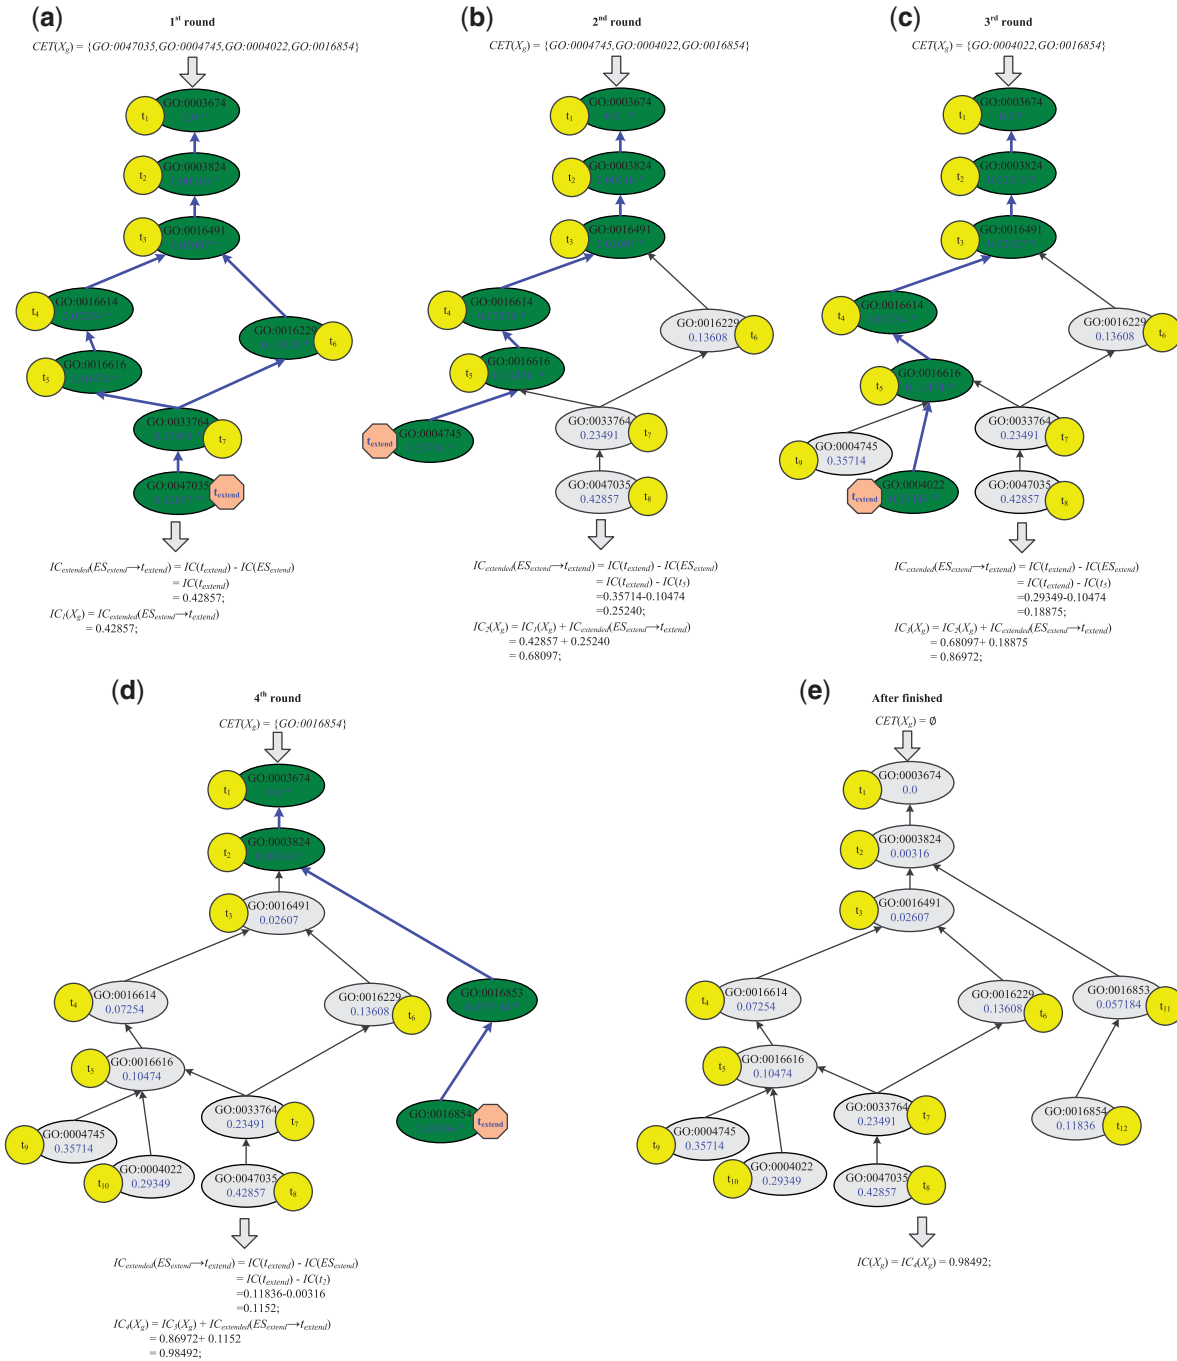 (a)
1st round
CET(Xg) = {GO:0047035,GO:0004745,GO:0004022,GO:0016854}
GO:0003674
t1
GO:0003824
t2
GO:0016491
t3
GO:0016614
t4
GO:0016229
t6
GO:0016616
t5
GO:0033764
t7
GO:0047035
textend
ICextended(ESextend→textend) = IC(textend) - IC(ESextend)
= IC(textend)
= 0.42857;
IC1(Xg) = ICextended(ESextend→textend)
= 0.42857;
(b)
2nd round
CET(Xg) = {GO:0004745,GO:0004022,GO:0016854}
GO:0003674
t1
GO:0003824
t2
GO:0016491
t3
GO:0016614
t4
GO:0016229
0.13608
t6
GO:0016616
t5
GO:0004745
textend
GO:0033764
0.23491
t7
GO:0047035
0.42857
t8
ICextended(ESextend→textend) = IC(textend) - IC(ESextend)
= IC(textend) - IC(t5)
=0.35714-0.10474
=0.25240;
IC2(Xg) = IC1(Xg) + ICextended(ESextend→textend)
= 0.42857 + 0.25240
= 0.68097;
(c)
3rd round
CET(Xg) = {GO:0004022,GO:0016854}
GO:0003674
t1
GO:0003824
t2
GO:0016491
t3
GO:0016614
t4
GO:0016229
0.13608
t6
GO:0016616
t5
GO:0033764
0.23491
t7
GO:0004745
0.35714
t9
GO:0004022
textend
GO:0047035
0.42857
t8
ICextended(ESextend→textend) = IC(textend) - IC(ESextend)
= IC(textend) - IC(t5)
=0.29349-0.10474
=0.18875;
IC3(Xg) = IC2(Xg) + ICextended(ESextend→textend)
= 0.68097+ 0.18875
= 0.86972;
(d)
4th round
CET(Xg) = {GO:0016854}
GO:0003674
t1
GO:0003824
t2
GO:0016491
0.02607
t3
GO:0016614
0.07254
t4
GO:0016229
0.13608
t6
GO:0016853
GO:0016616
0.10474
t5
GO:0033764
0.23491
t7
GO:0016854
textend
GO:0004745
0.35714
t9
GO:0004022
0.29349
t10
GO:0047035
0.42857
t8
ICextended(ESextend→textend) = IC(textend) - IC(ESextend)
= IC(textend) - IC(t2)
=0.11836-0.00316
=0.1152;
IC4(Xg) = IC3(Xg) + ICextended(ESextend→textend)
= 0.86972+ 0.1152
= 0.98492;
(e)
After finished
CET(Xg) = ∅
GO:0003674
0.0
t1
GO:0003824
0.00316
t2
GO:0016491
0.02607
t3
GO:0016614
0.07254
t4
GO:0016229
0.13608
t6
GO:0016853
0.057184
t11
GO:0016616
0.10474
t5
GO:0033764
0.23491
t7
GO:0016854
0.11836
t12
GO:0004745
0.35714
t9
GO:0004022
0.29349
t10
GO:0047035
0.42857
t8
IC(Xg) = IC4(Xg) = 0.98492;